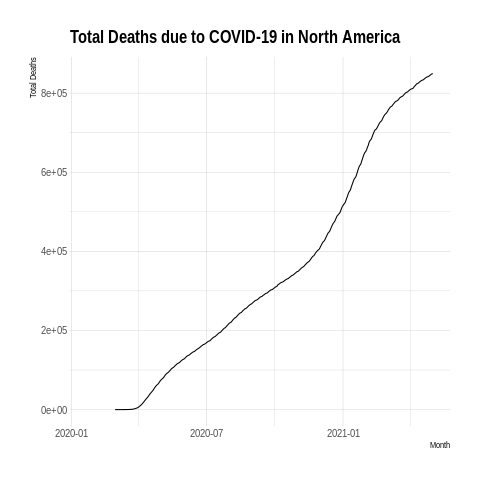 Total Deaths due to COVID-19 in North America
Total Deaths
8e+05
6e+05
4e+05
2e+05
0e+00
2020-01
2020-07
2021-01
Month